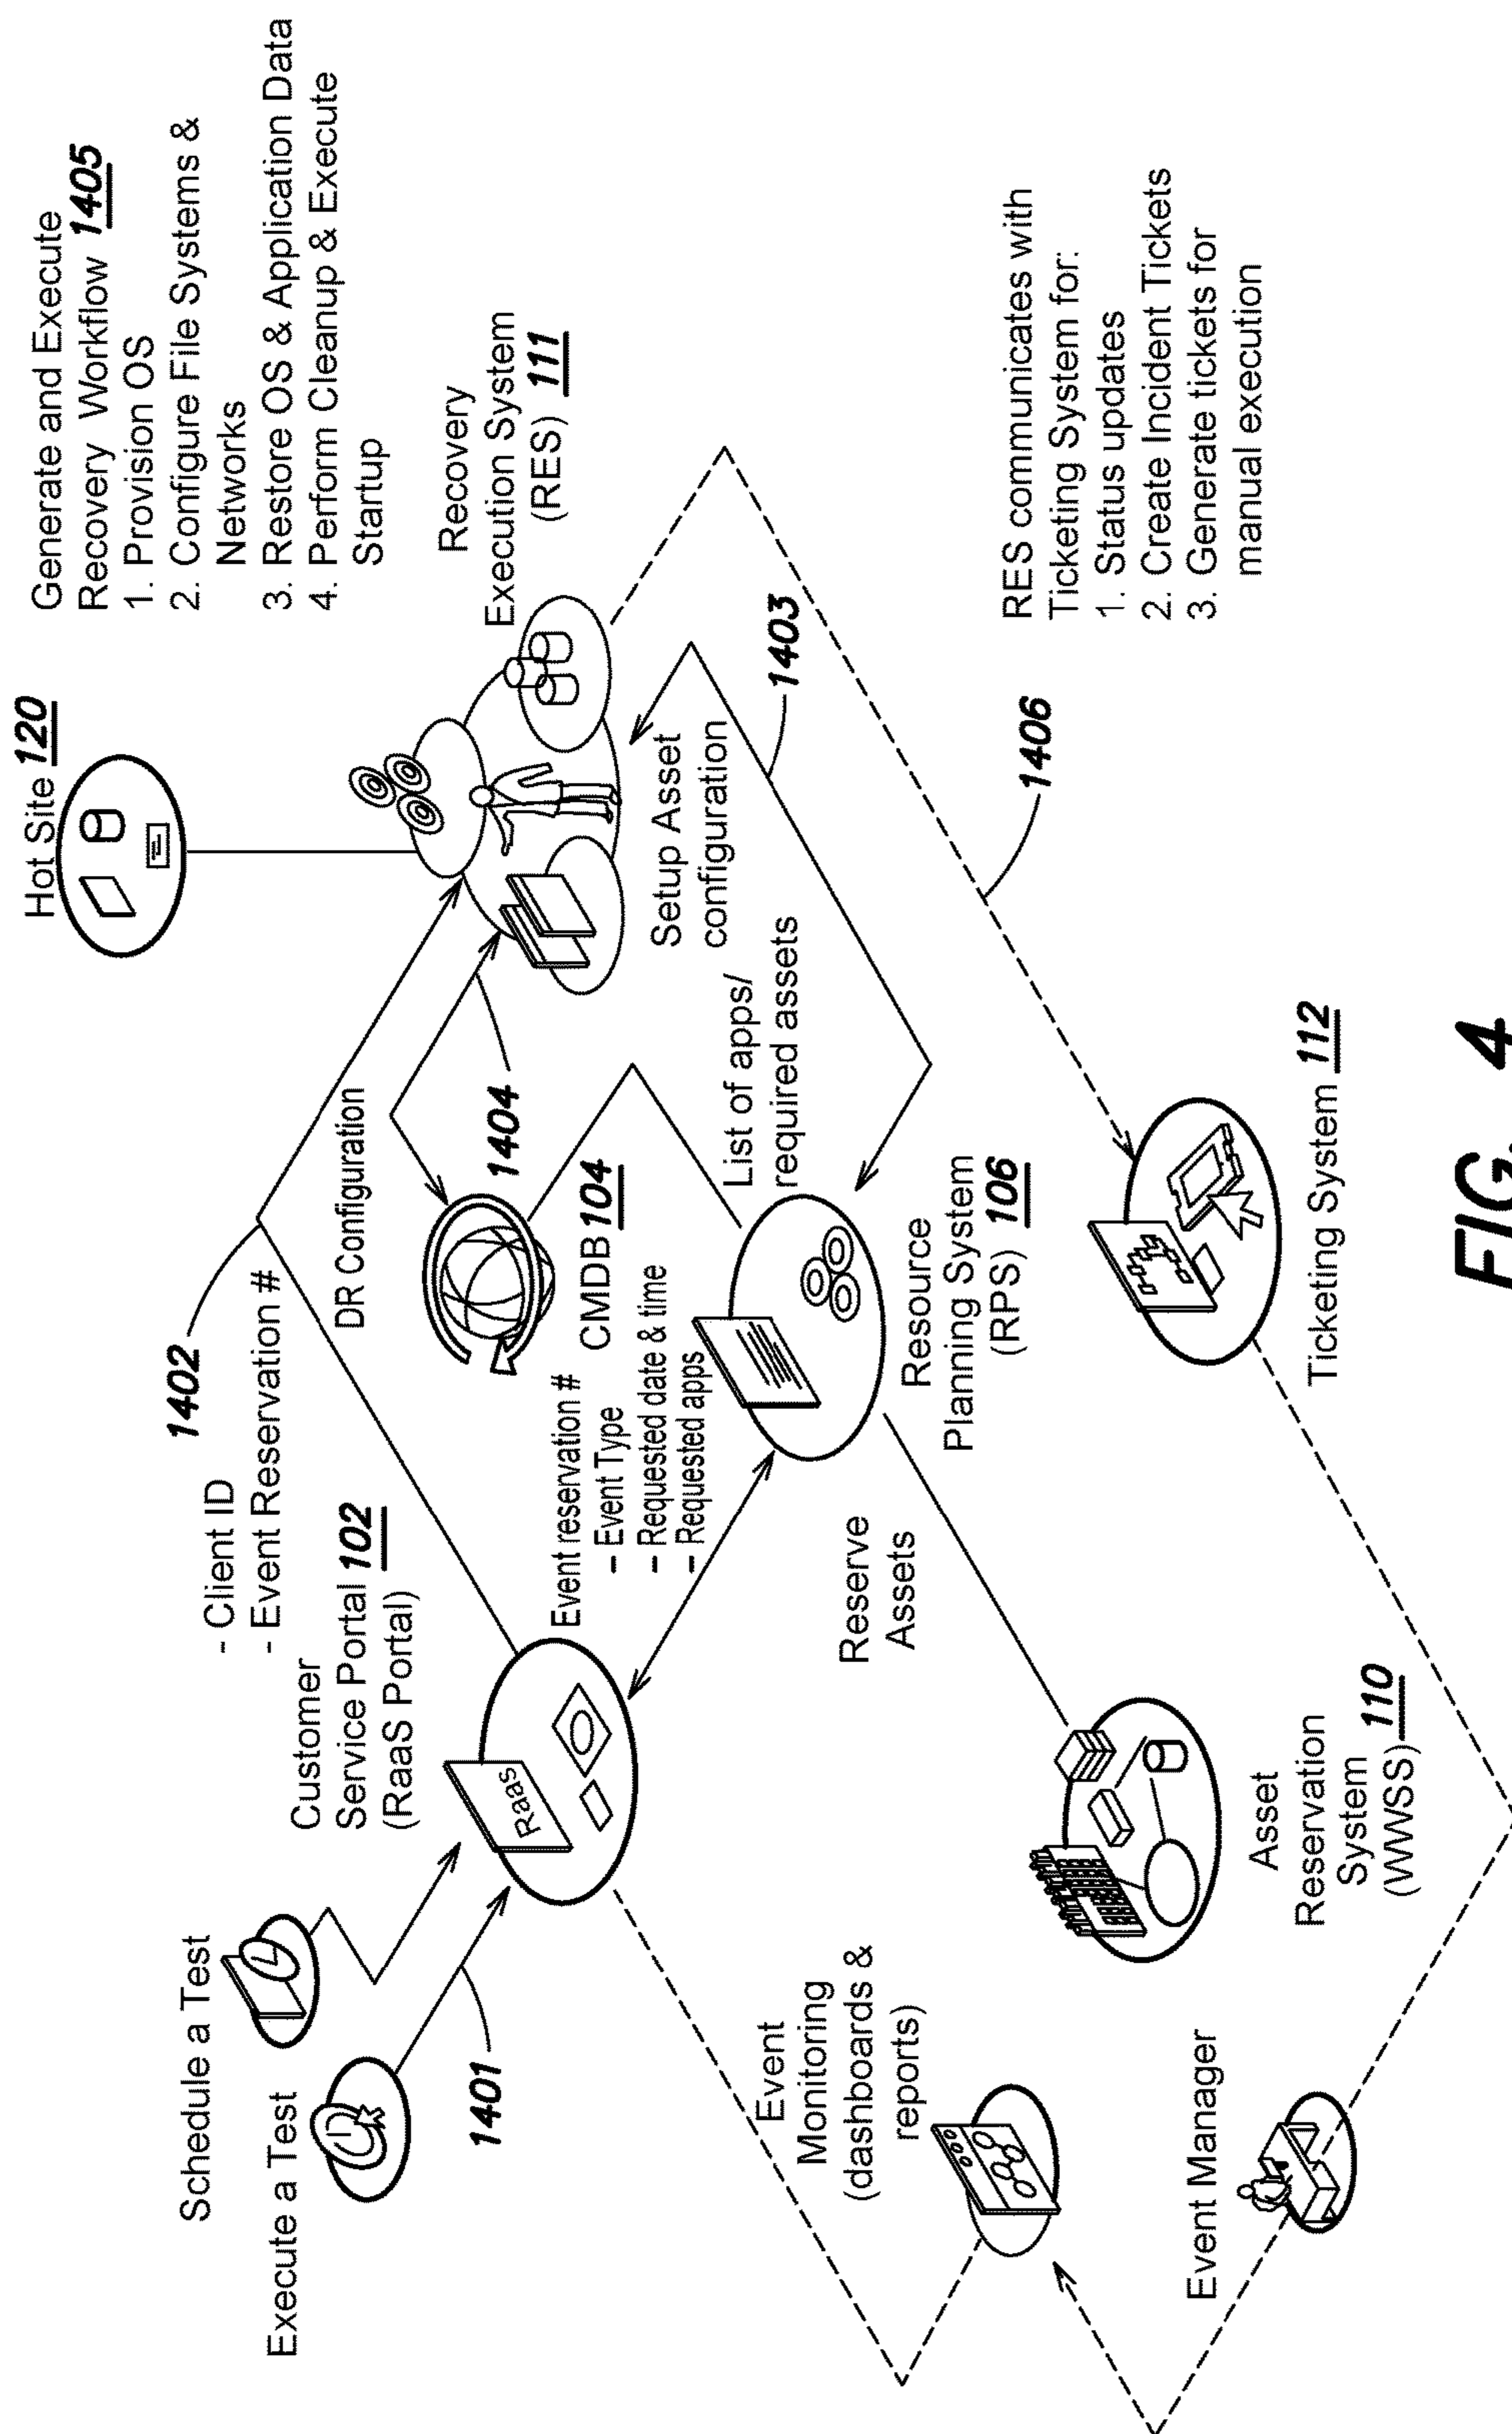 Schedule a Test
Execute a Test
1401
Customer
Service Portal 102
(RaaS Portal)
Raas
- Client ID
- Event Reservation #
1402
DR Configuration
1404
CMDB 104
Event reservation #
- Event Type
- Requested date & time
- Requested apps
Hot Site 120
Generate and Execute
Recovery Workflow 1405
1. Provision OS
2. Configure File Systems &
Networks
3. Restore OS & Application Data
4. Perform Cleanup & Execute
Startup
Recovery
Execution System
(RES) 111
Setup Asset
configuration
1403
List of apps/
required assets
Resource
Planning System
(RPS) 106
Reserve
Assets
Event
Monitoring
(dashboards &
reports)
Asset
Reservation
System
(WWSS) 110
Event Manager
Ticketing System 112
1406
RES communicates with
Ticketing System for:
1. Status updates
2. Create Incident Tickets
3. Generate tickets for
manual execution
FIG. 4